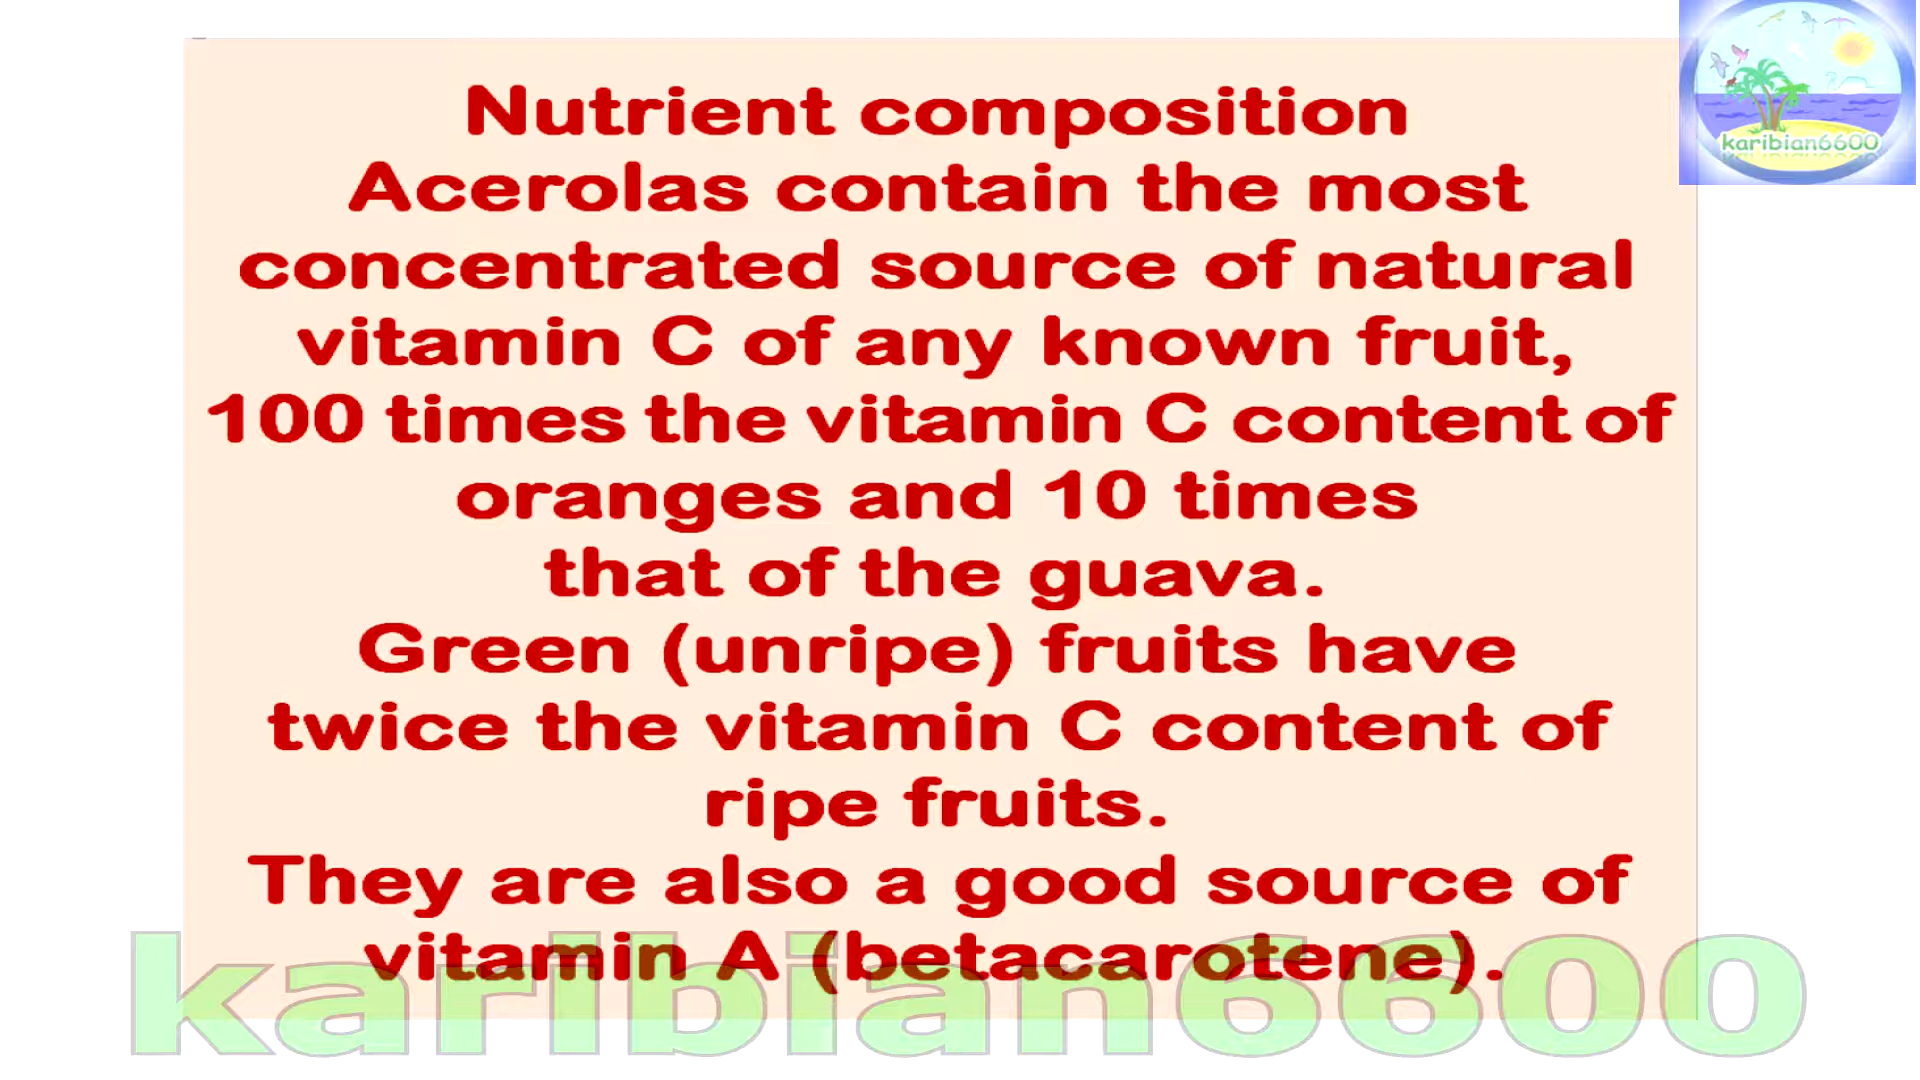 karibian6600
Nutrient composition
Acerolas contain the most
concentrated source of natural
vitamin C of any known fruit,
100 times the vitamin C content of
oranges and 10 times
that of the guava.
Green (unripe) fruits have
twice the vitamin C content of
ripe fruits.
They are also a good source of
vitamin A (betacarotene).
karibian6600